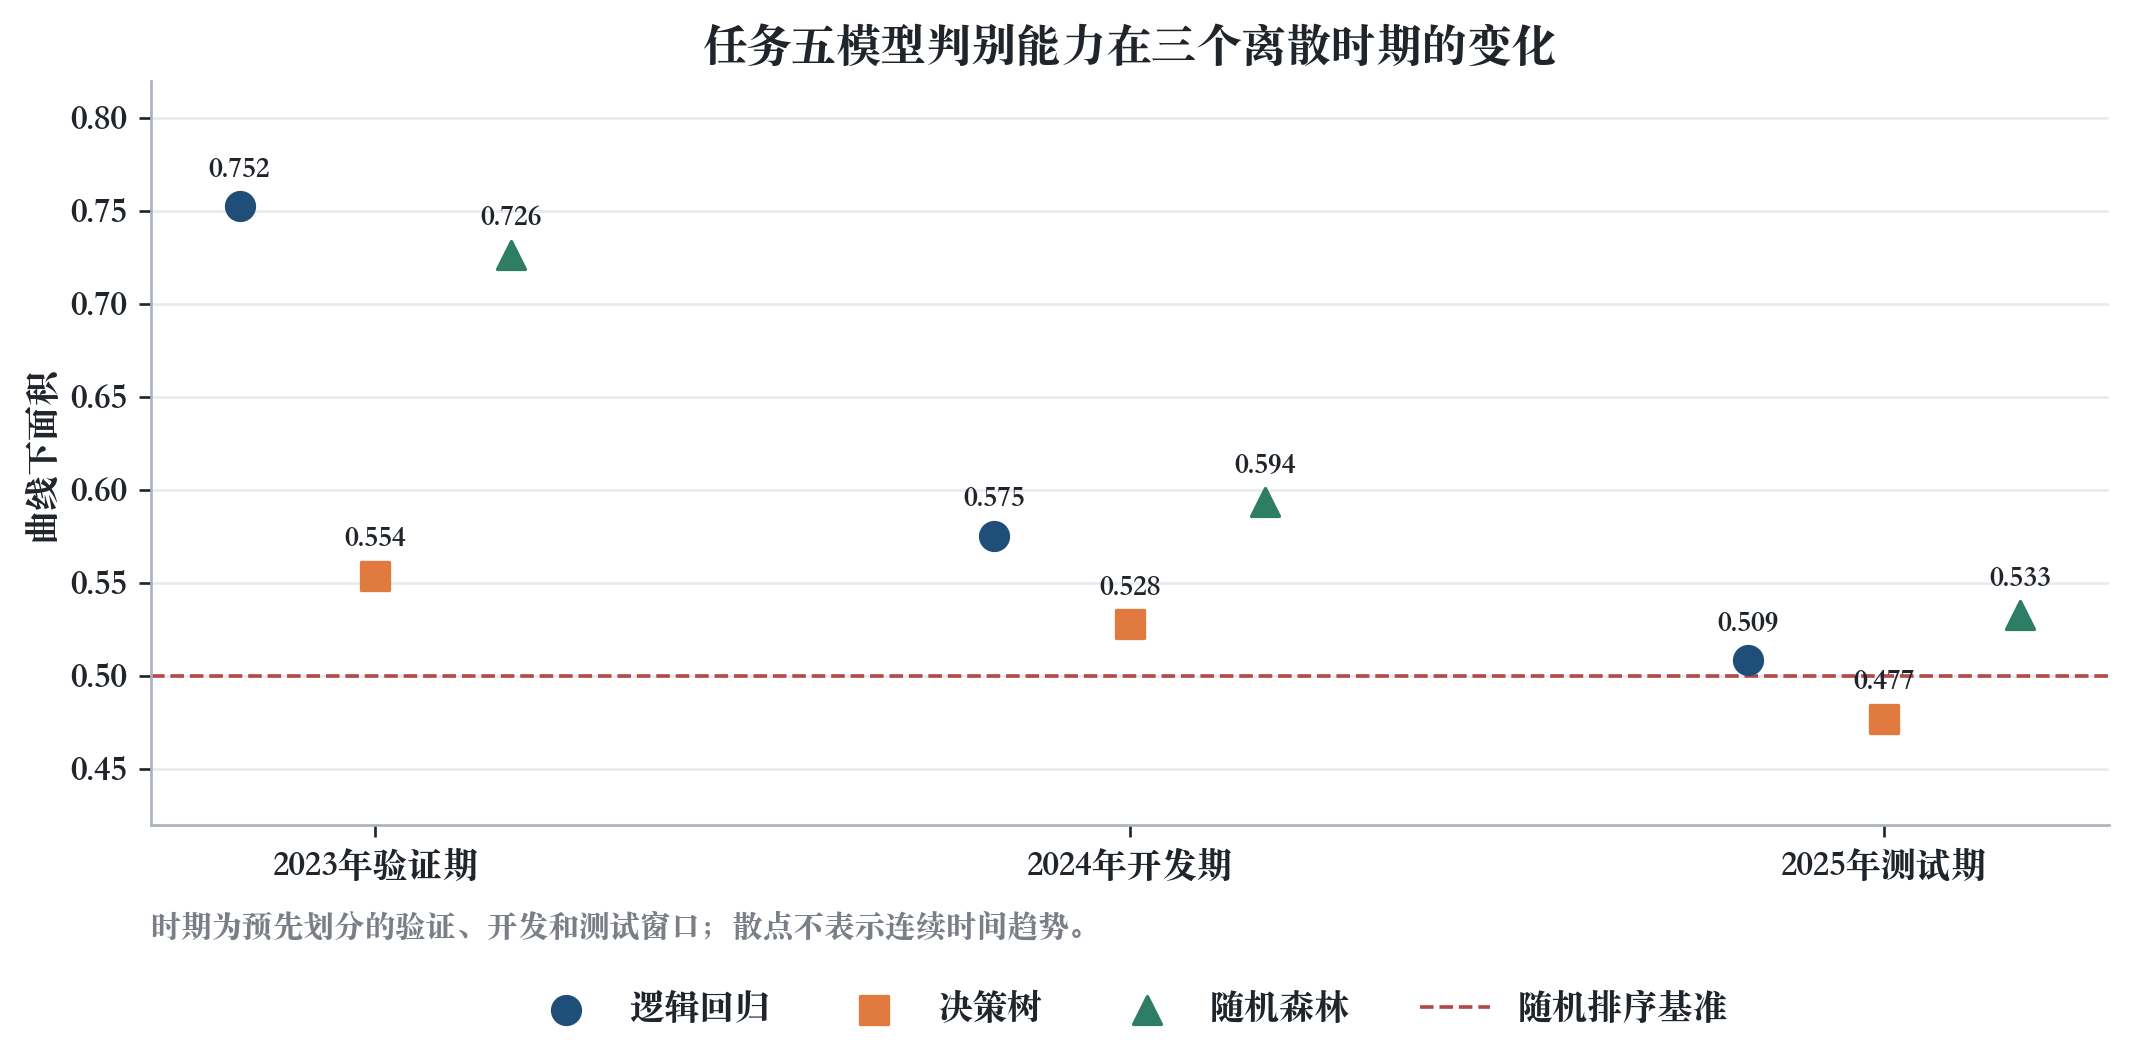 任务五模型判别能力在三个离散时期的变化
曲线下面积
0.80
0.75
0.70
0.65
0.60
0.55
0.50
0.45
0.752
0.554
0.726
0.575
0.528
0.594
0.509
0.477
0.533
2023年验证期
2024年开发期
2025年测试期
时期为预先划分的验证、开发和测试窗口；散点不表示连续时间趋势。
逻辑回归
决策树
随机森林
随机排序基准